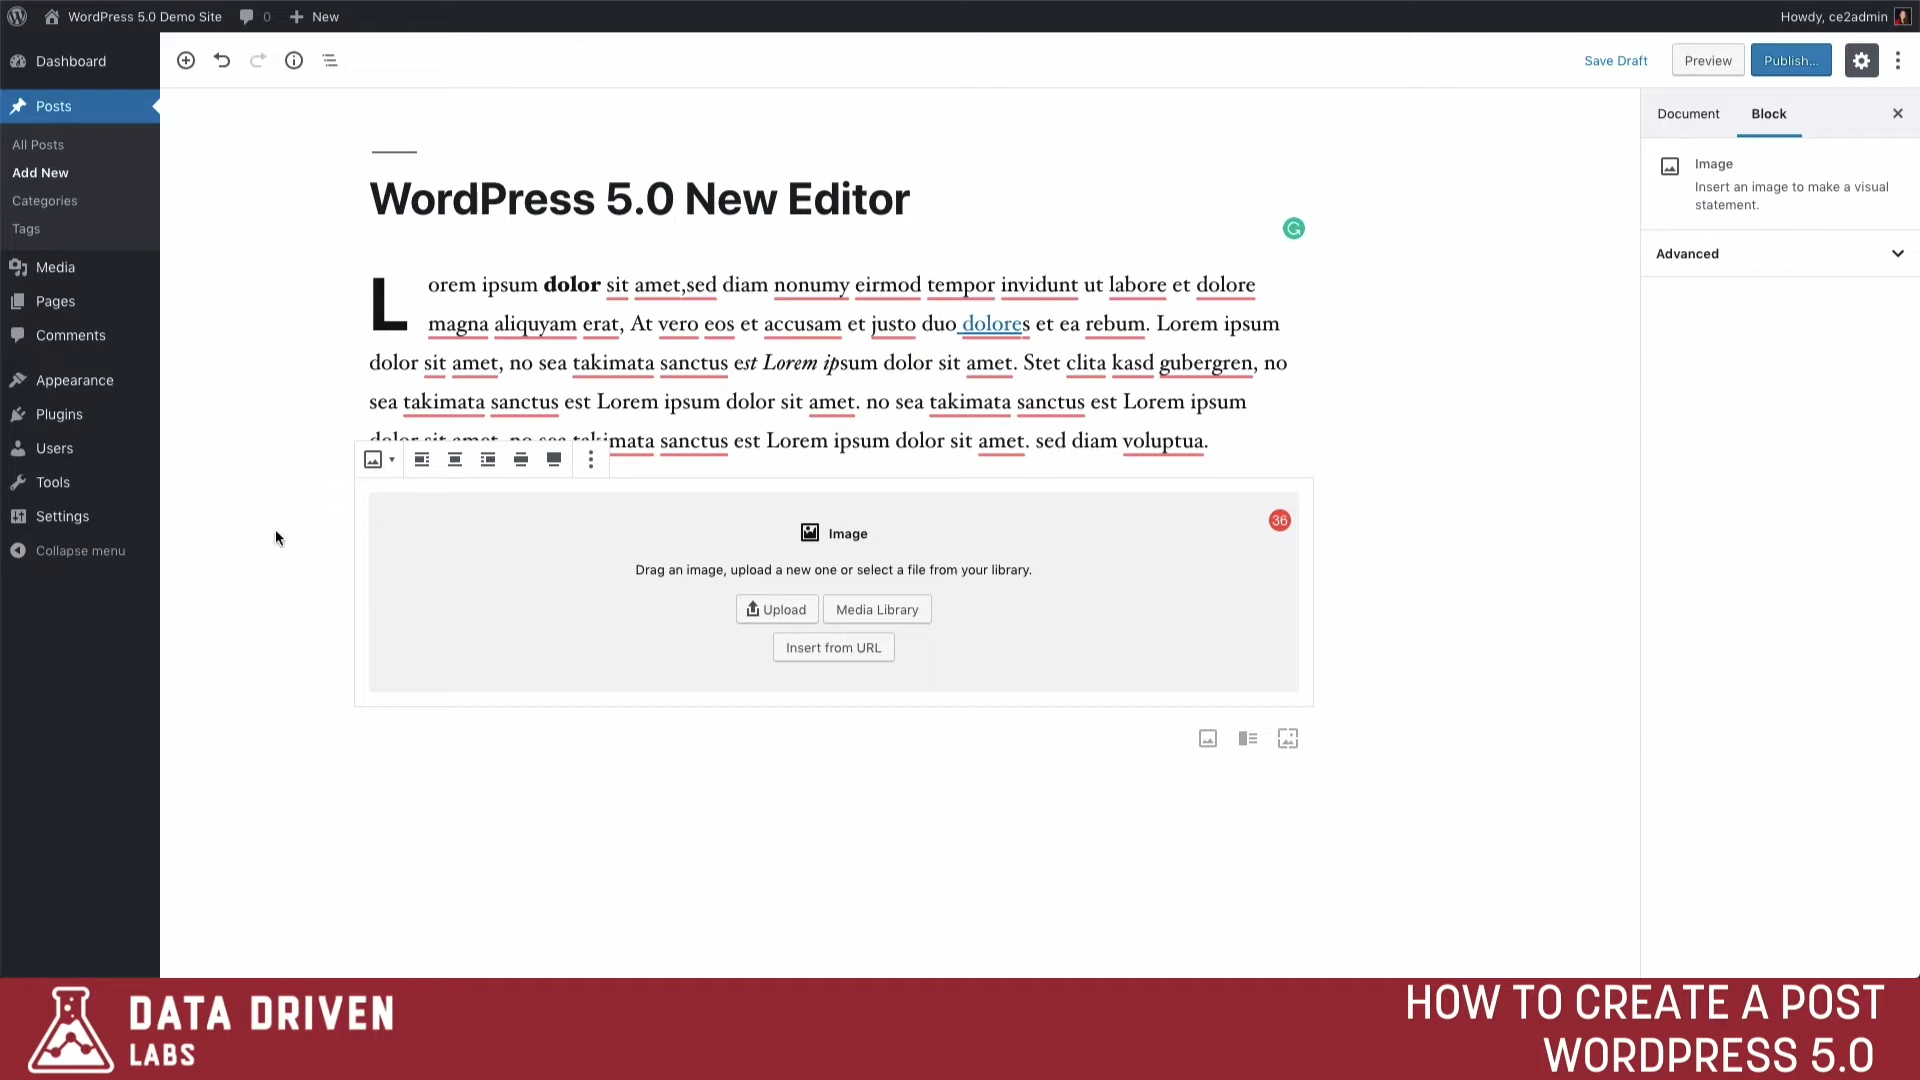 WordPress 5.0 Demo Site 0 New Howdy, ce2admin
Dashboard
Posts
All Posts
Add New
Categories
Tags
Media
Pages
Comments
Appearance
Plugins
Users
Tools
Settings
Collapse menu
Save Draft Preview Publish...
WordPress 5.0 New Editor
Lorem ipsum dolor sit amet,sed diam nonumy eirmod tempor invidunt ut labore et dolore
magna aliquyam erat, At vero eos et accusam et justo duo dolores et ea rebum. Lorem ipsum
dolor sit amet, no sea takimata sanctus est Lorem ipsum dolor sit amet. Stet clita kasd gubergren, no
sea takimata sanctus est Lorem ipsum dolor sit amet. no sea takimata sanctus est Lorem ipsum
dolor sit amet, no sea takimata sanctus est Lorem ipsum dolor sit amet. sed diam voluptua.
Image
36
Drag an image, upload a new one or select a file from your library.
Upload Media Library
Insert from URL
Document Block
Image
Insert an image to make a visual
statement.
Advanced
DATA DRIVEN
LABS
HOW TO CREATE A POST
WORDPRESS 5.0